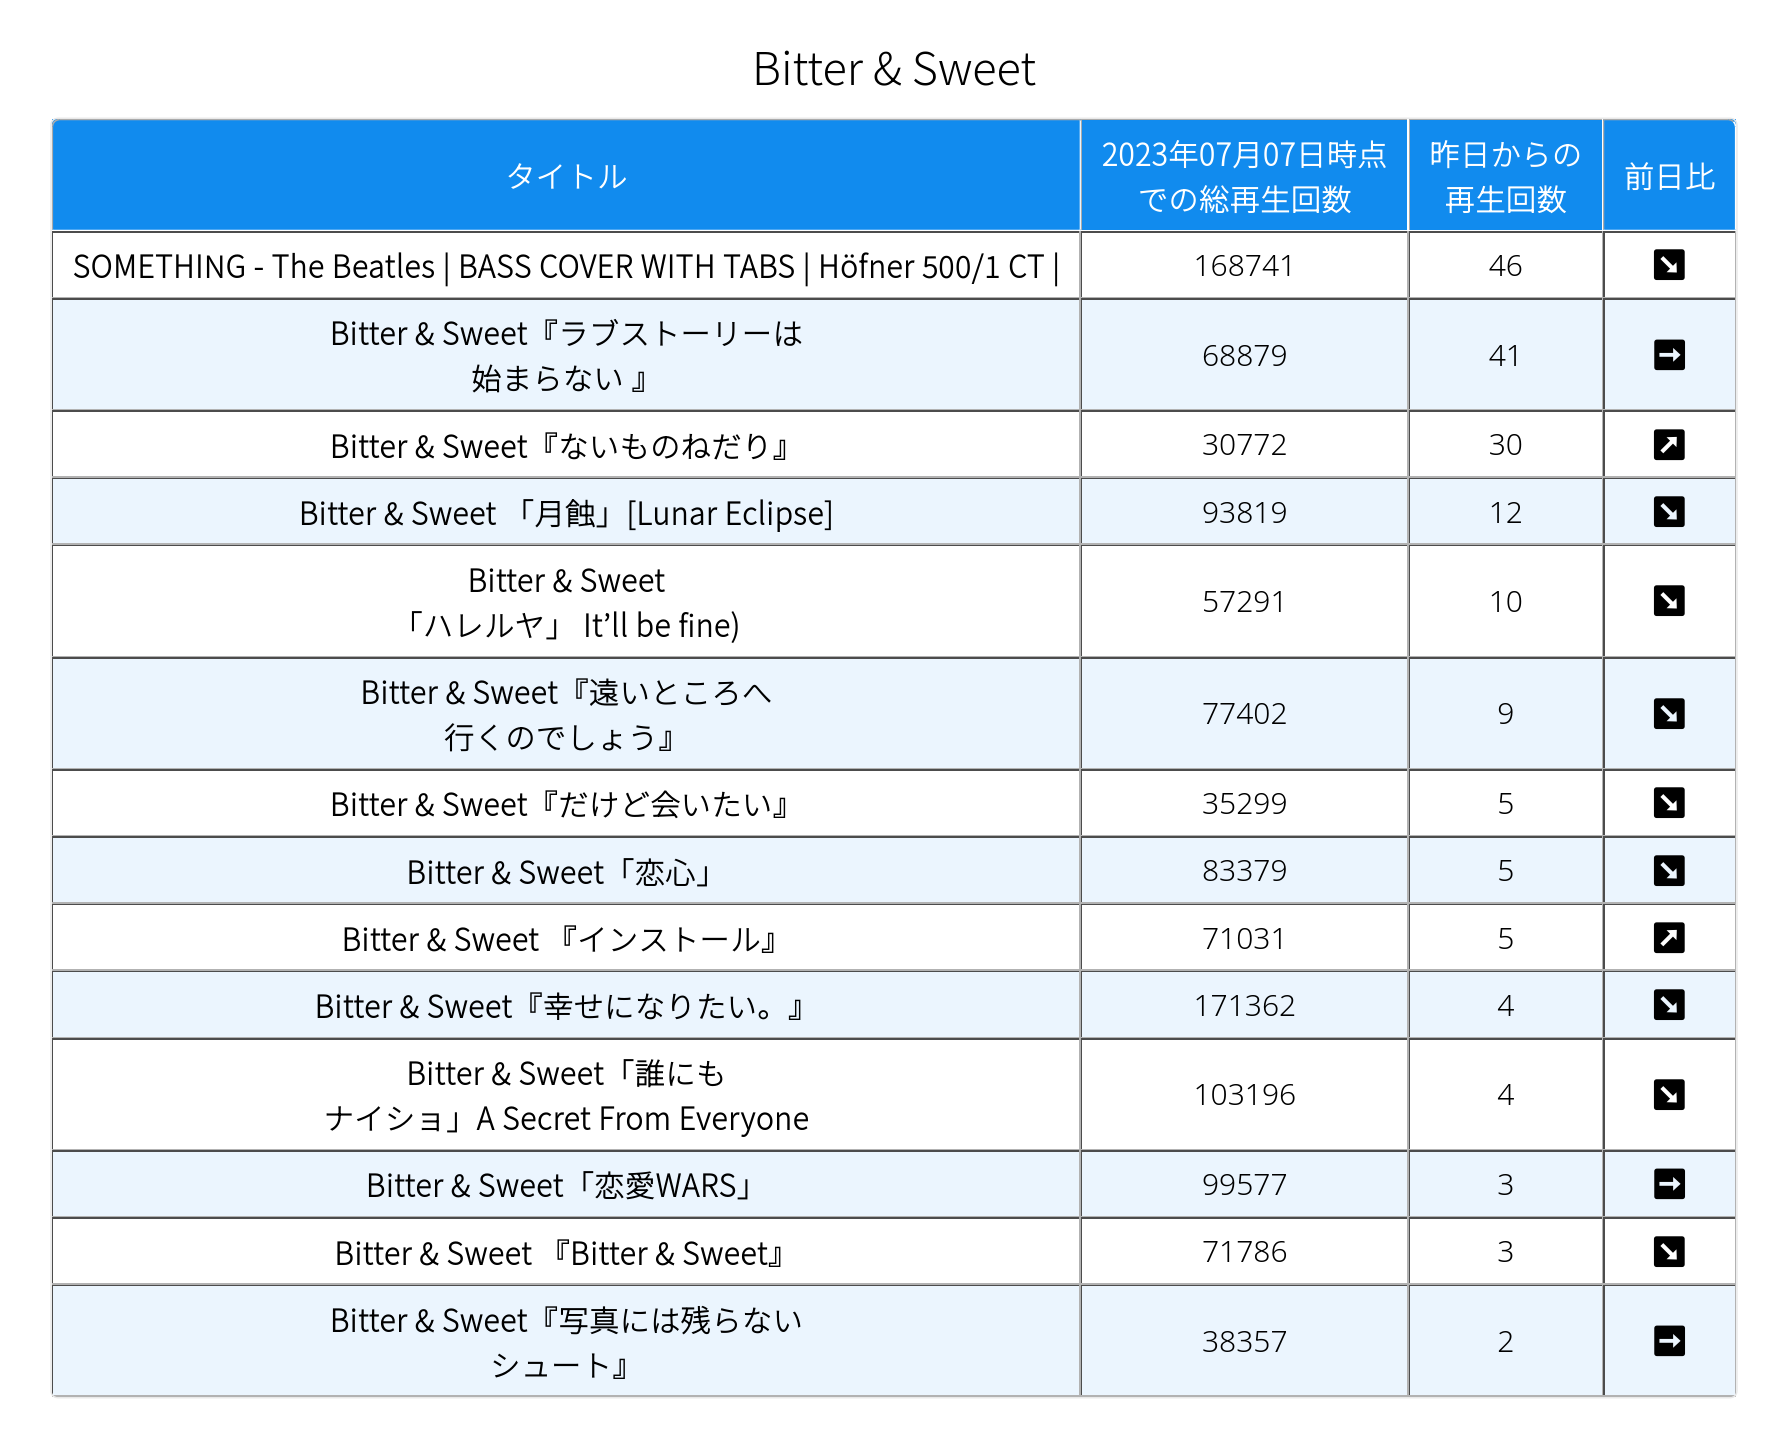 Bitter & Sweet
タイトル
2023年07月07日時点
での総再生回数
昨日からの
再生回数
前日比
SOMETHING - The Beatles | BASS COVER WITH TABS | Höfner 500/1 CT |
168741
46
Bitter & Sweet『ラブストーリーは
始まらない 』
68879
41
Bitter & Sweet『ないものねだり』
30772
30
Bitter & Sweet 「月蝕」[Lunar Eclipse]
93819
12
Bitter & Sweet
「ハレルヤ」 It’ll be fine)
57291
10
Bitter & Sweet『遠いところへ
行くのでしょう』
77402
9
Bitter & Sweet『だけど会いたい』
35299
5
Bitter & Sweet「恋心」
83379
5
Bitter & Sweet 『インストール』
71031
5
Bitter & Sweet『幸せになりたい。』
171362
4
Bitter & Sweet「誰にも
ナイショ」A Secret From Everyone
103196
4
Bitter & Sweet「恋愛WARS」
99577
3
Bitter & Sweet 『Bitter & Sweet』
71786
3
Bitter & Sweet『写真には残らない
シュート』
38357
2